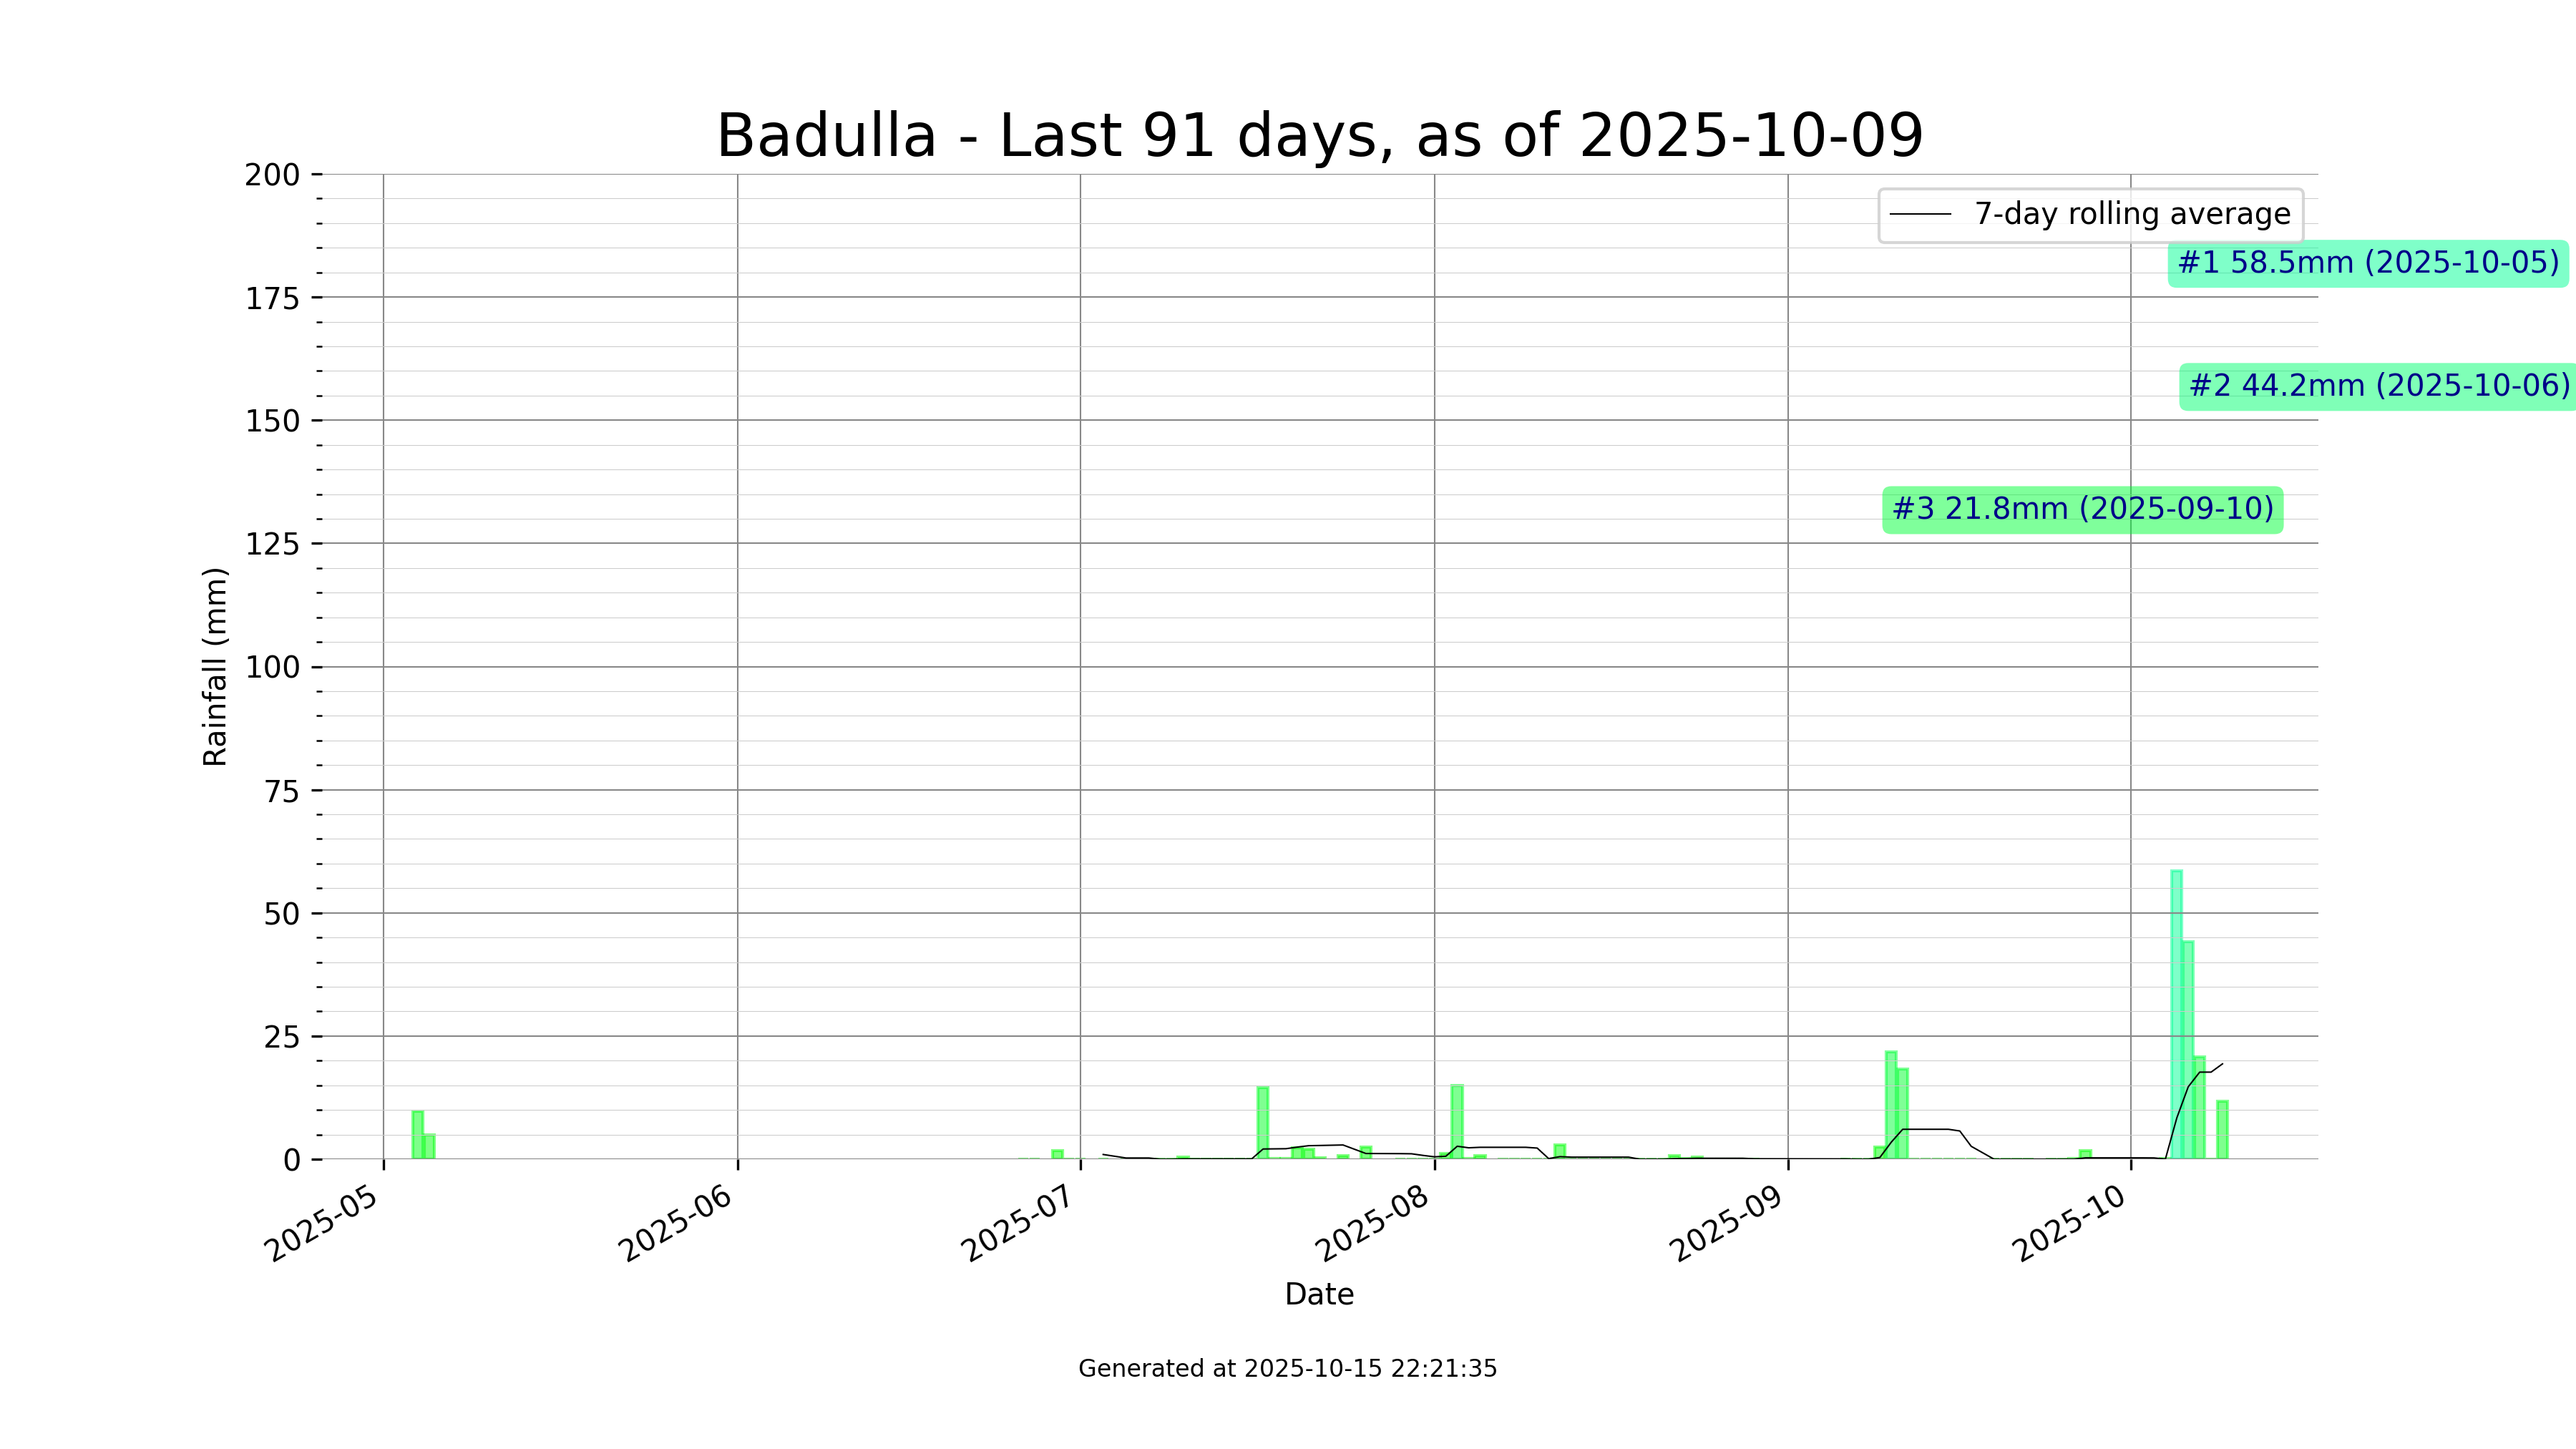 Badulla - Last 91 days, as of 2025-10-09
200
175
150
125
100
75
50
25
0
Rainfall (mm)
7-day rolling average
#1 58.5mm (2025-10-05)
#2 44.2mm (2025-10-06)
#3 21.8mm (2025-09-10)
2025-05
2025-06
2025-07
2025-08
2025-09
2025-10
Date
Generated at 2025-10-15 22:21:35